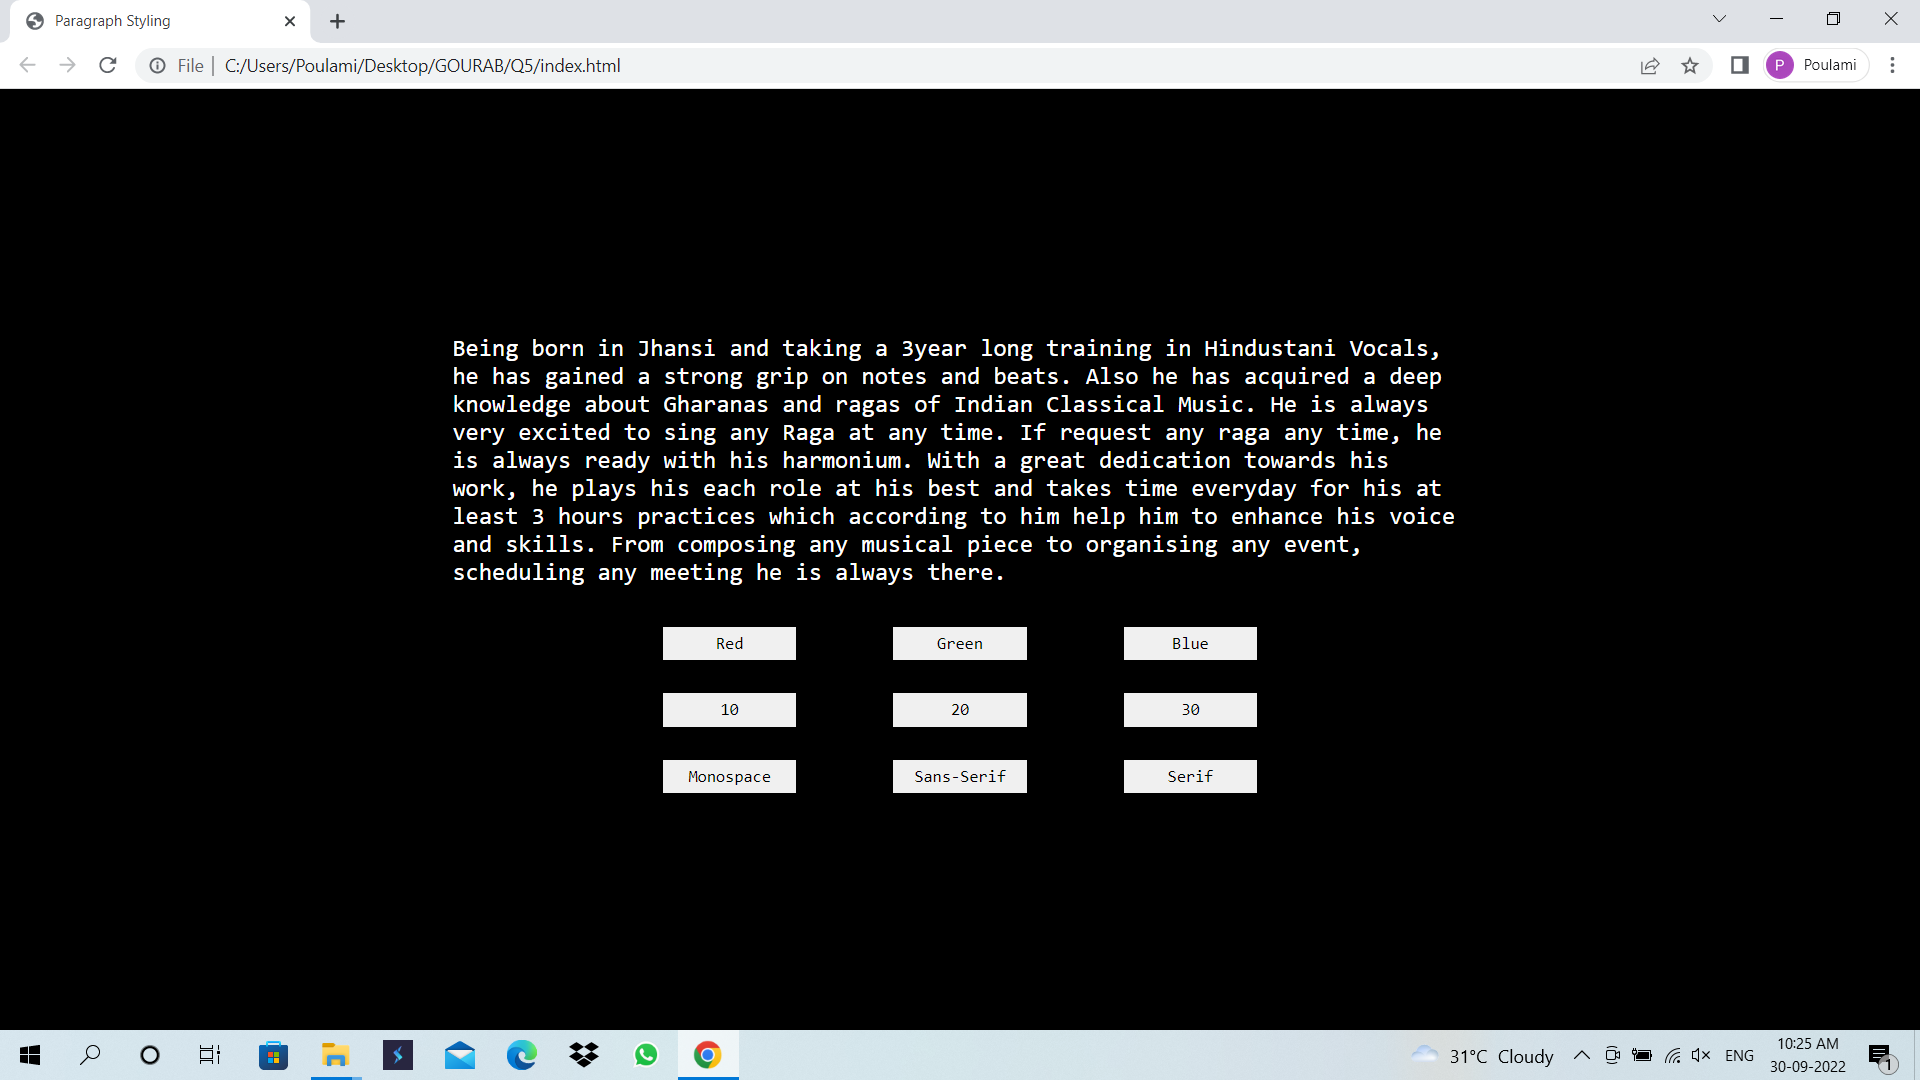 Paragraph Styling
File | C:/Users/Poulami/Desktop/GOURAB/Q5/index.html
P Poulami
Being born in Jhansi and taking a 3year long training in Hindustani Vocals,
he has gained a strong grip on notes and beats. Also he has acquired a deep
knowledge about Gharanas and ragas of Indian Classical Music. He is always
very excited to sing any Raga at any time. If request any raga any time, he
is always ready with his harmonium. With a great dedication towards his
work, he plays his each role at his best and takes time everyday for his at
least 3 hours practices which according to him help him to enhance his voice
and skills. From composing any musical piece to organising any event,
scheduling any meeting he is always there.
Red Green Blue
10 20 30
Monospace Sans-Serif Serif
31°C Cloudy ENG
10:25 AM
30-09-2022
1